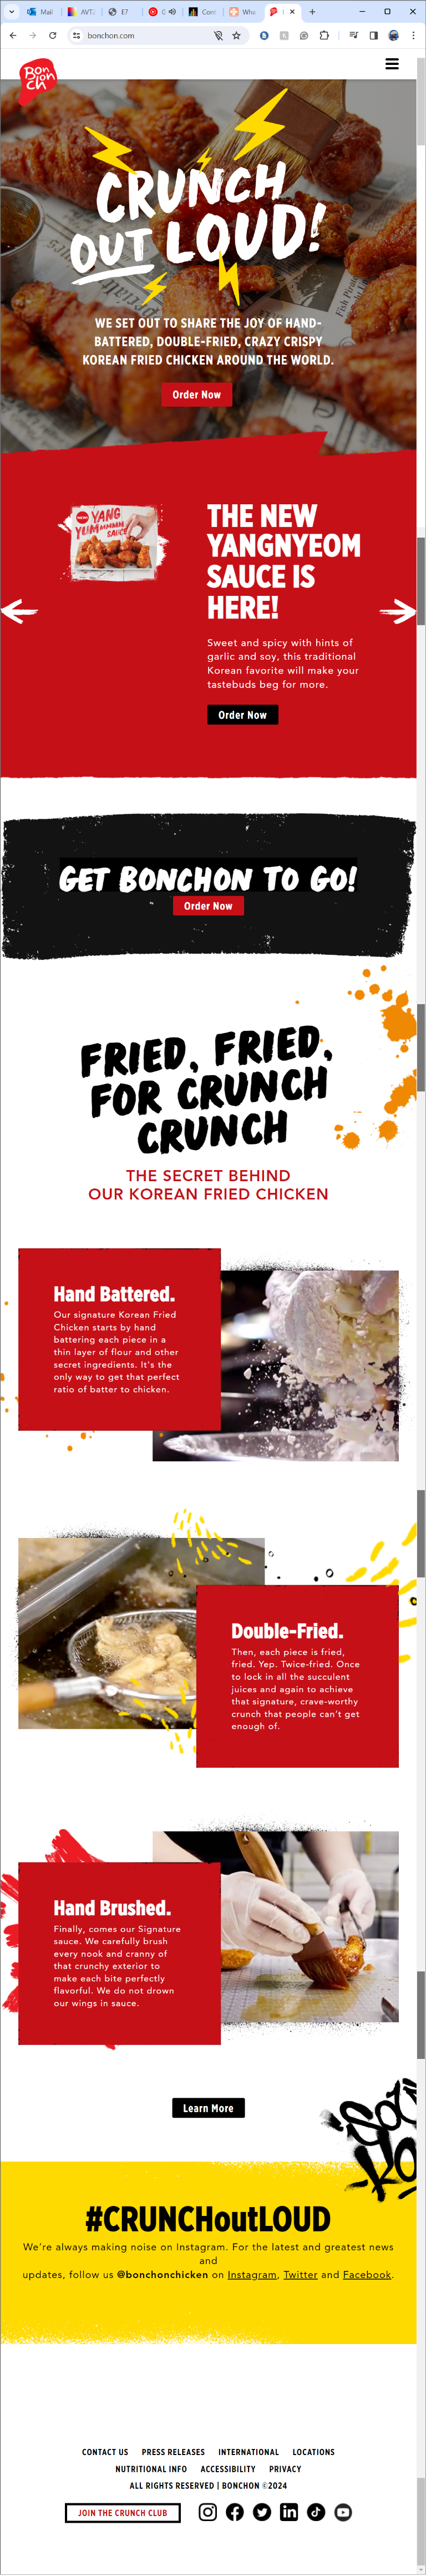 Mail
AVT
E7
Cont
Wha
bonchon.com
Bon
ch
CRUNCH
OUT LOUD!
WE SET OUT TO SHARE THE JOY OF HAND-
BATTERED, DOUBLE-FRIED, CRAZY CRISPY
KOREAN FRIED CHICKEN AROUND THE WORLD.
Order Now
YANG
SAUCE
THE NEW
YANGNYEOM
SAUCE IS
HERE!
Sweet and spicy with hints of
garlic and soy, this traditional
Korean favorite will make your
tastebuds beg for more.
Order Now
GET BONCHON TO GO!
Order Now
FRIED, FRIED,
FOR CRUNCH
CRUNCH
THE SECRET BEHIND
OUR KOREAN FRIED CHICKEN
Hand Battered.
Our signature Korean Fried
Chicken starts by hand
battering each piece in a
thin layer of flour and other
secret ingredients. It's the
only way to get that perfect
ratio of batter to chicken.
Double-Fried.
Then, each piece is fried,
fried. Yep. Twice-fried. Once
to lock in all the succulent
juices and again to achieve
that signature, crave-worthy
crunch that people can't get
enough of.
Hand Brushed.
Finally, comes our Signature
sauce. We carefully brush
every nook and cranny of
that crunchy exterior to
make each bite perfectly
flavorful. We do not drown
our wings in sauce.
Learn More
#CRUNCHoutLOUD
We're always making noise on Instagram. For the latest and greatest news
and
updates, follow us @bonchonchicken on Instagram, Twitter and Facebook.
CONTACT US PRESS RELEASES INTERNATIONAL LOCATIONS
NUTRITIONAL INFO ACCESSIBILITY PRIVACY
ALL RIGHTS RESERVED | BONCHON ©2024
JOIN THE CRUNCH CLUB